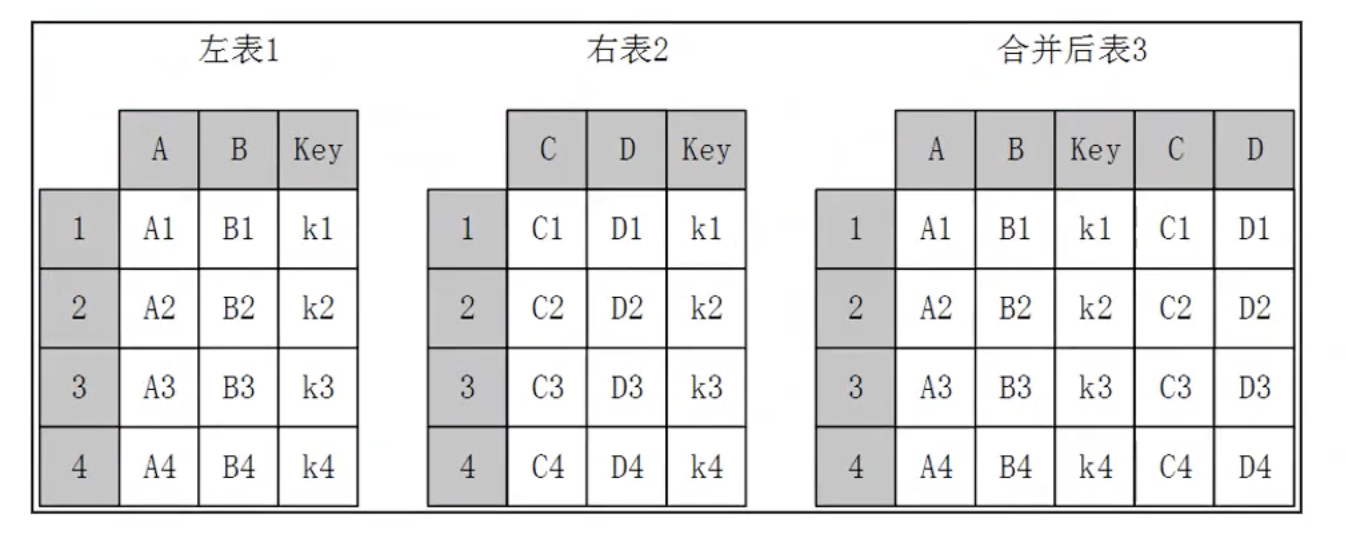 左表1 右表2 合并后表3
A B Key C D Key A B Key C D
1 A1 B1 k1 1 C1 D1 k1 1 A1 B1 k1 C1 D1
2 A2 B2 k2 2 C2 D2 k2 2 A2 B2 k2 C2 D2
3 A3 B3 k3 3 C3 D3 k3 3 A3 B3 k3 C3 D3
4 A4 B4 k4 4 C4 D4 k4 4 A4 B4 k4 C4 D4